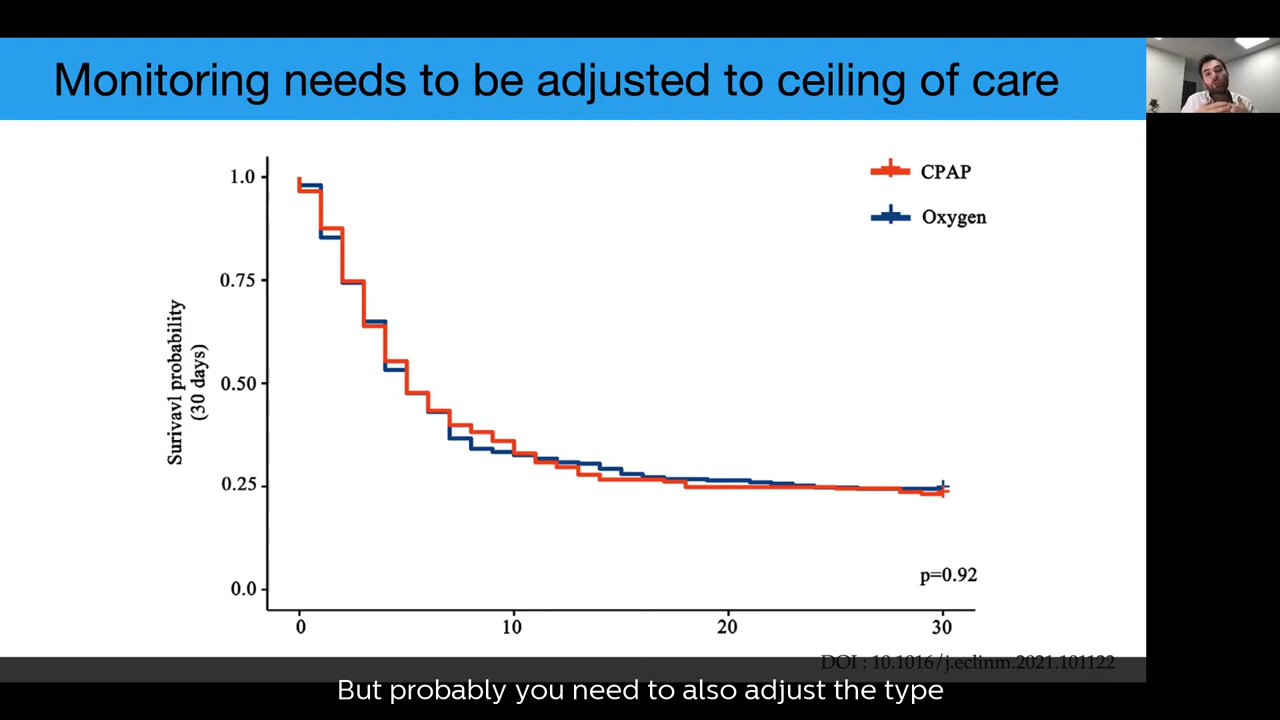 Monitoring needs to be adjusted to ceiling of care
CPAP
Oxygen
1.0
0.75
0.50
0.25
0.0
Surivavl probability
(30 days)
p=0.92
0
10
20
30
DOI : 10.1016/j.eclinm.2021.101122
But probably you need to also adjust the type